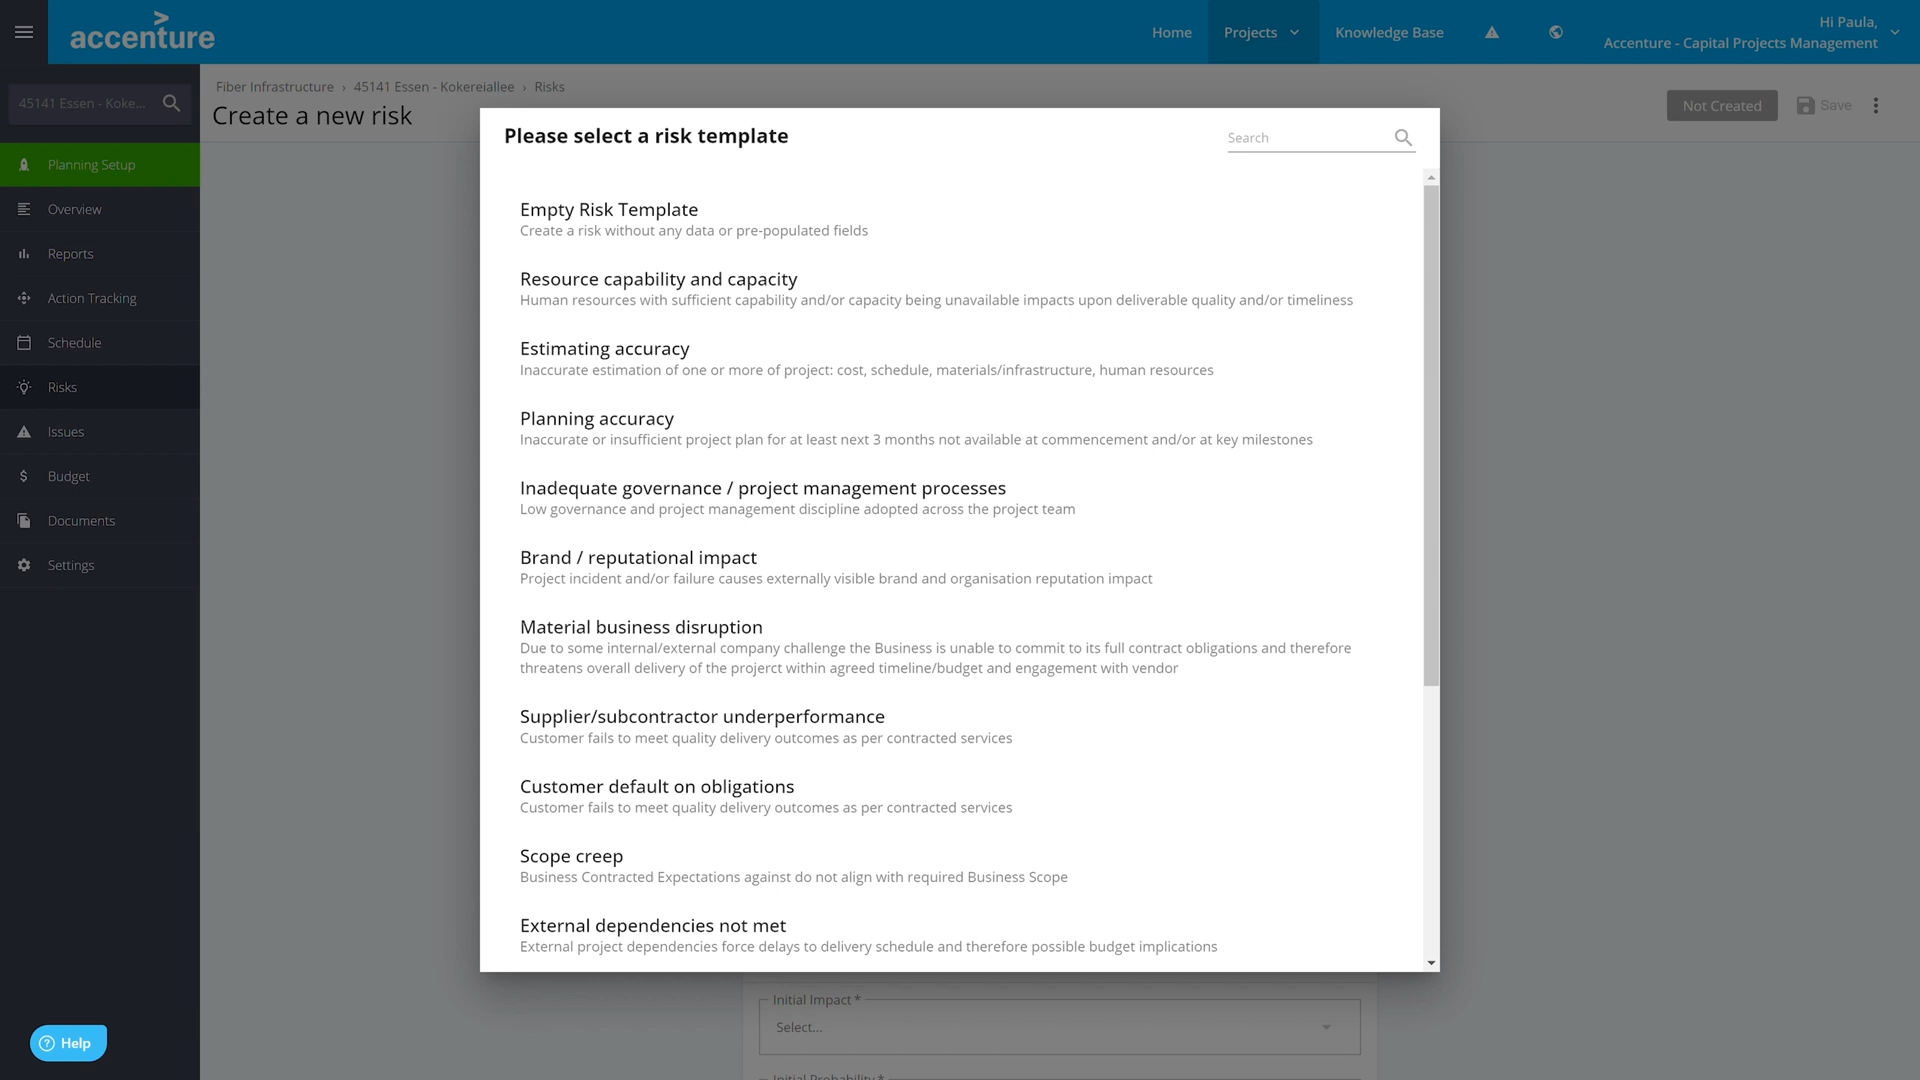 accenture
Home
Projects
Knowledge Base
Hi Paula,
Accenture - Capital Projects Management
45141 Essen - Koke...
Fiber Infrastructure › 45141 Essen - Kokereiallee › Risks
Create a new risk
Not Created
Save
Planning Setup
Overview
Reports
Action Tracking
Schedule
Risks
Issues
Budget
Documents
Settings
Help
Please select a risk template
Search
Empty Risk Template
Create a risk without any data or pre-populated fields
Resource capability and capacity
Human resources with sufficient capability and/or capacity being unavailable impacts upon deliverable quality and/or timeliness
Estimating accuracy
Inaccurate estimation of one or more of project: cost, schedule, materials/infrastructure, human resources
Planning accuracy
Inaccurate or insufficient project plan for at least next 3 months not available at commencement and/or at key milestones
Inadequate governance / project management processes
Low governance and project management discipline adopted across the project team
Brand / reputational impact
Project incident and/or failure causes externally visible brand and organisation reputation impact
Material business disruption
Due to some internal/external company challenge the Business is unable to commit to its full contract obligations and therefore
threatens overall delivery of the projerct within agreed timeline/budget and engagement with vendor
Supplier/subcontractor underperformance
Customer fails to meet quality delivery outcomes as per contracted services
Customer default on obligations
Customer fails to meet quality delivery outcomes as per contracted services
Scope creep
Business Contracted Expectations against do not align with required Business Scope
External dependencies not met
External project dependencies force delays to delivery schedule and therefore possible budget implications
Initial Impact *
Select...
Initial Probability *